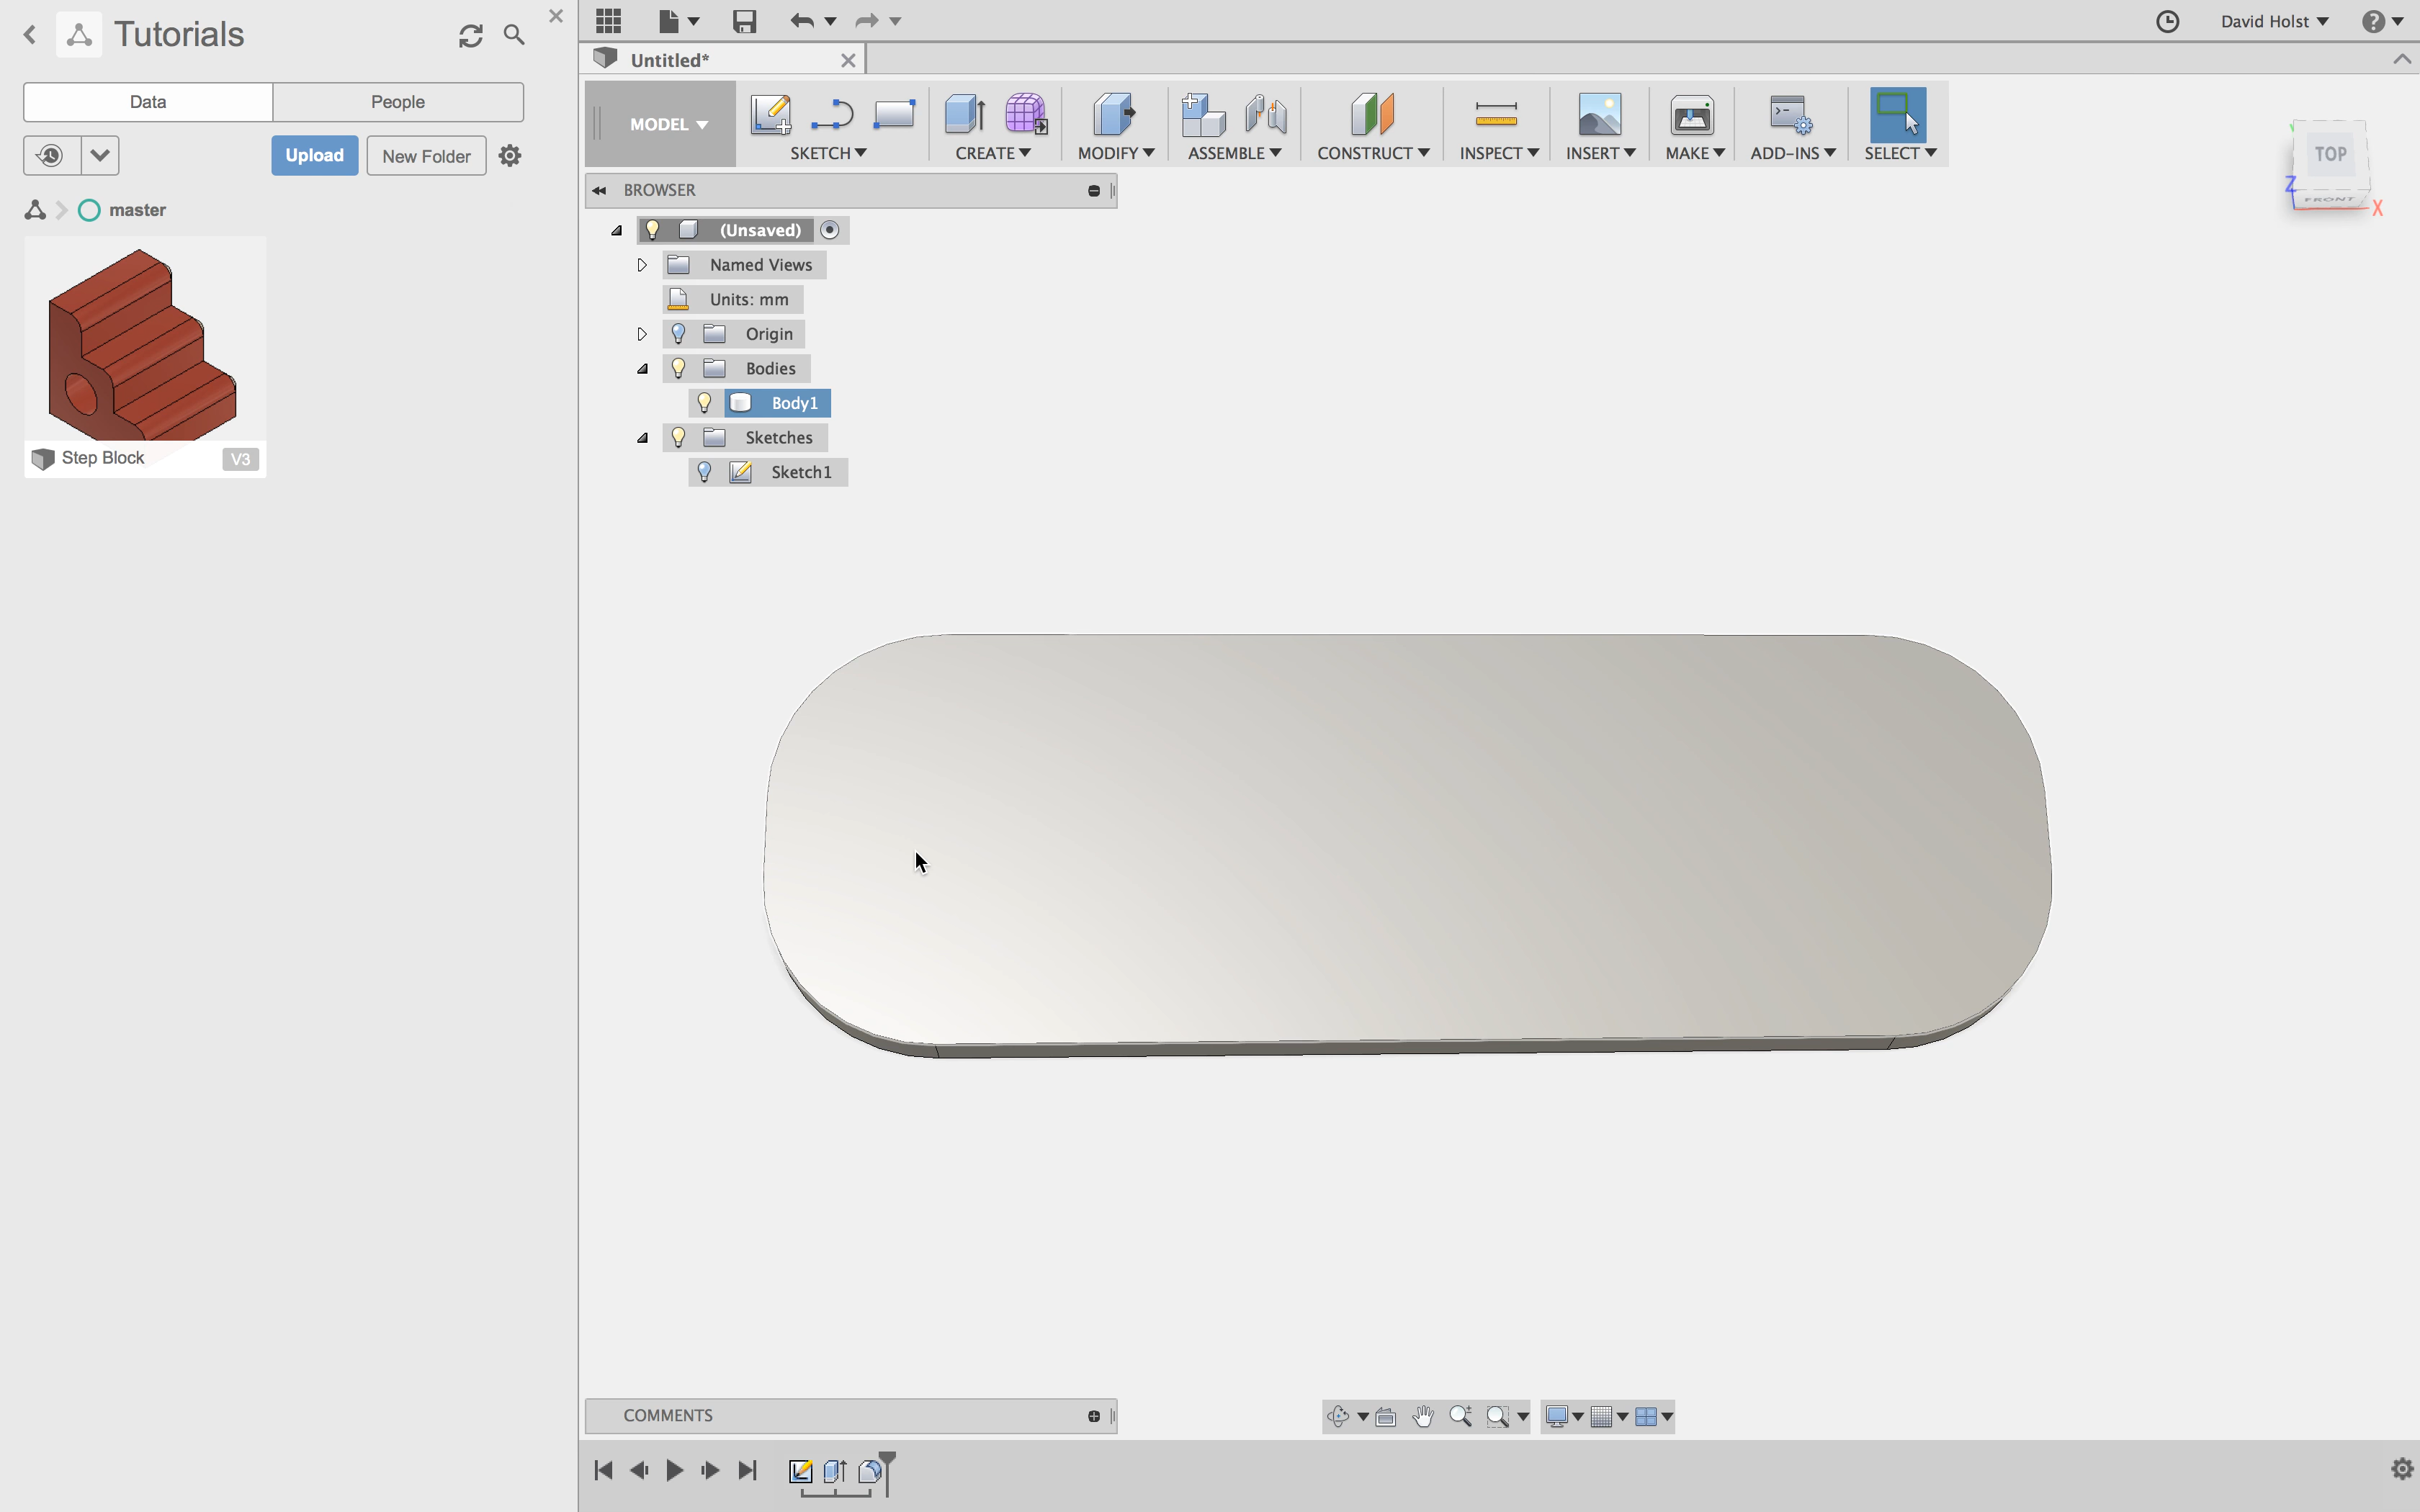 Tutorials
Data
People
Upload
New Folder
master
Step Block
V3
David Holst
Untitled*
MODEL
SKETCH
CREATE
MODIFY
ASSEMBLE
CONSTRUCT
INSPECT
INSERT
MAKE
ADD-INS
SELECT
TOP
FRONT
Z
X
BROWSER
(Unsaved)
Named Views
Units: mm
Origin
Bodies
Body1
Sketches
Sketch1
COMMENTS